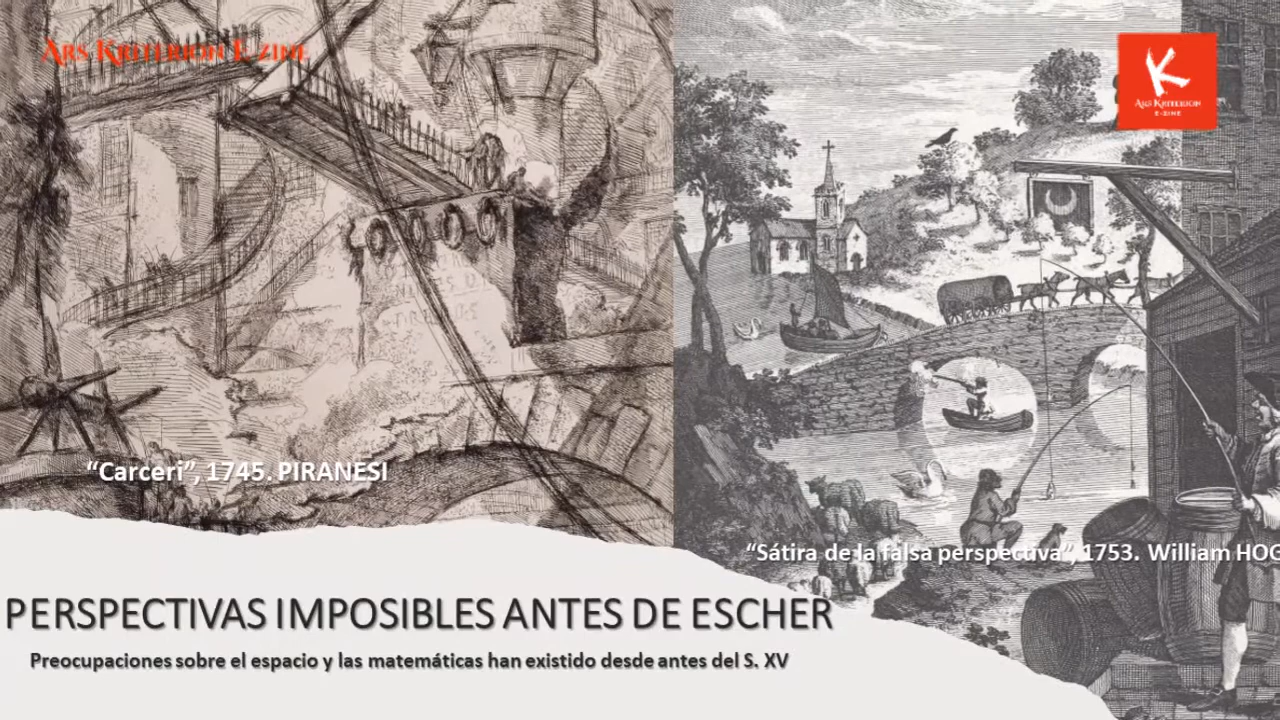 ARS KRITERION E-ZINE
ARS KRITERION
E-ZINE
"Carceri", 1745. PIRANESI
"Sátira de la falsa perspectiva", 1753. William HOG
PERSPECTIVAS IMPOSIBLES ANTES DE ESCHER
Preocupaciones sobre el espacio y las matemáticas han existido desde antes del S. XV